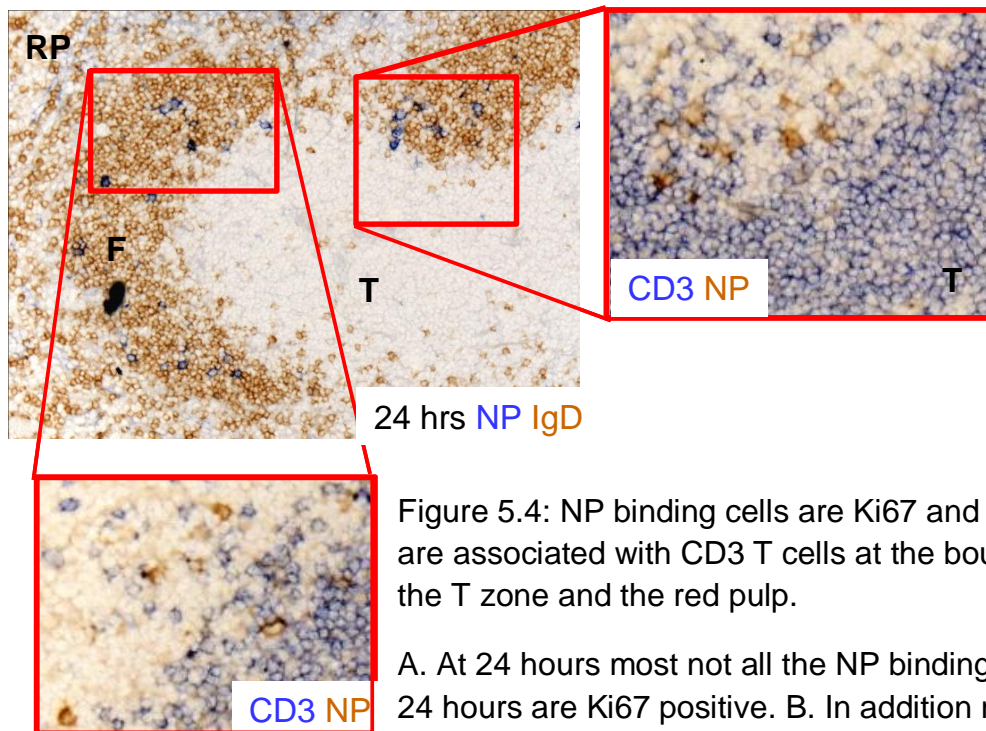 RP
F
T
CD3 NP
T
24 hrs NP IgD
CD3 NP
Figure 5.4: NP binding cells are Ki67 and
are associated with CD3 T cells at the bou
the T zone and the red pulp.
A. At 24 hours most not all the NP binding
24 hours are Ki67 positive. B. In addition